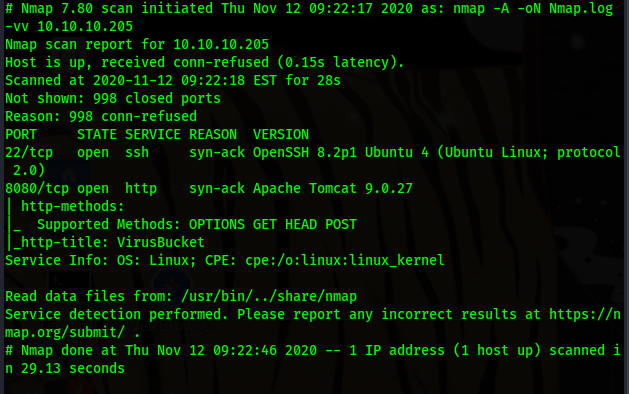 # Nmap 7.80 scan initiated Thu Nov 12 09:22:17 2020 as: nmap -A -oN Nmap.log
-vv 10.10.10.205
Nmap scan report for 10.10.10.205
Host is up, received conn-refused (0.15s latency).
Scanned at 2020-11-12 09:22:18 EST for 28s
Not shown: 998 closed ports
Reason: 998 conn-refused
PORT     STATE SERVICE REASON  VERSION
22/tcp   open  ssh     syn-ack OpenSSH 8.2p1 Ubuntu 4 (Ubuntu Linux; protocol
 2.0)
8080/tcp open  http    syn-ack Apache Tomcat 9.0.27
| http-methods:
|_  Supported Methods: OPTIONS GET HEAD POST
|_http-title: VirusBucket
Service Info: OS: Linux; CPE: cpe:/o:linux:linux_kernel

Read data files from: /usr/bin/../share/nmap
Service detection performed. Please report any incorrect results at https://n
map.org/submit/ .
# Nmap done at Thu Nov 12 09:22:46 2020 -- 1 IP address (1 host up) scanned i
n 29.13 seconds